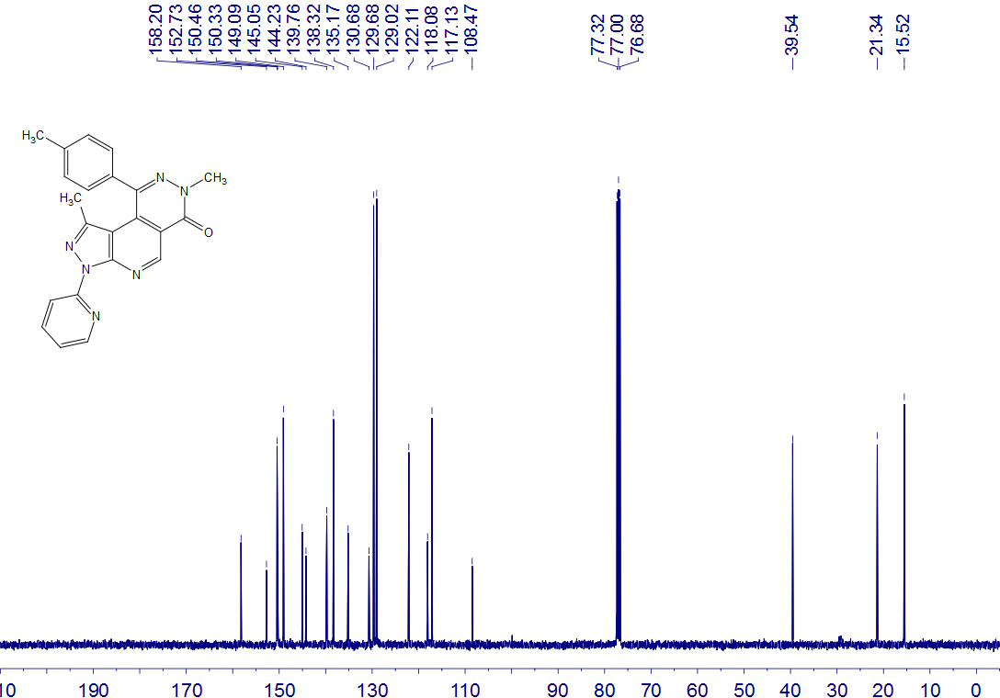 158.20
152.73
150.46
150.33
149.09
145.05
144.23
139.76
138.32
135.17
130.68
129.68
129.02
122.11
118.08
117.13
108.47
77.32
77.00
76.68
39.54
21.34
15.52
H₃C
N
CH₃
H₃C
N
O
N
N
N
N
10 190 170 150 130 110 90 80 70 60 50 40 30 20 10 0